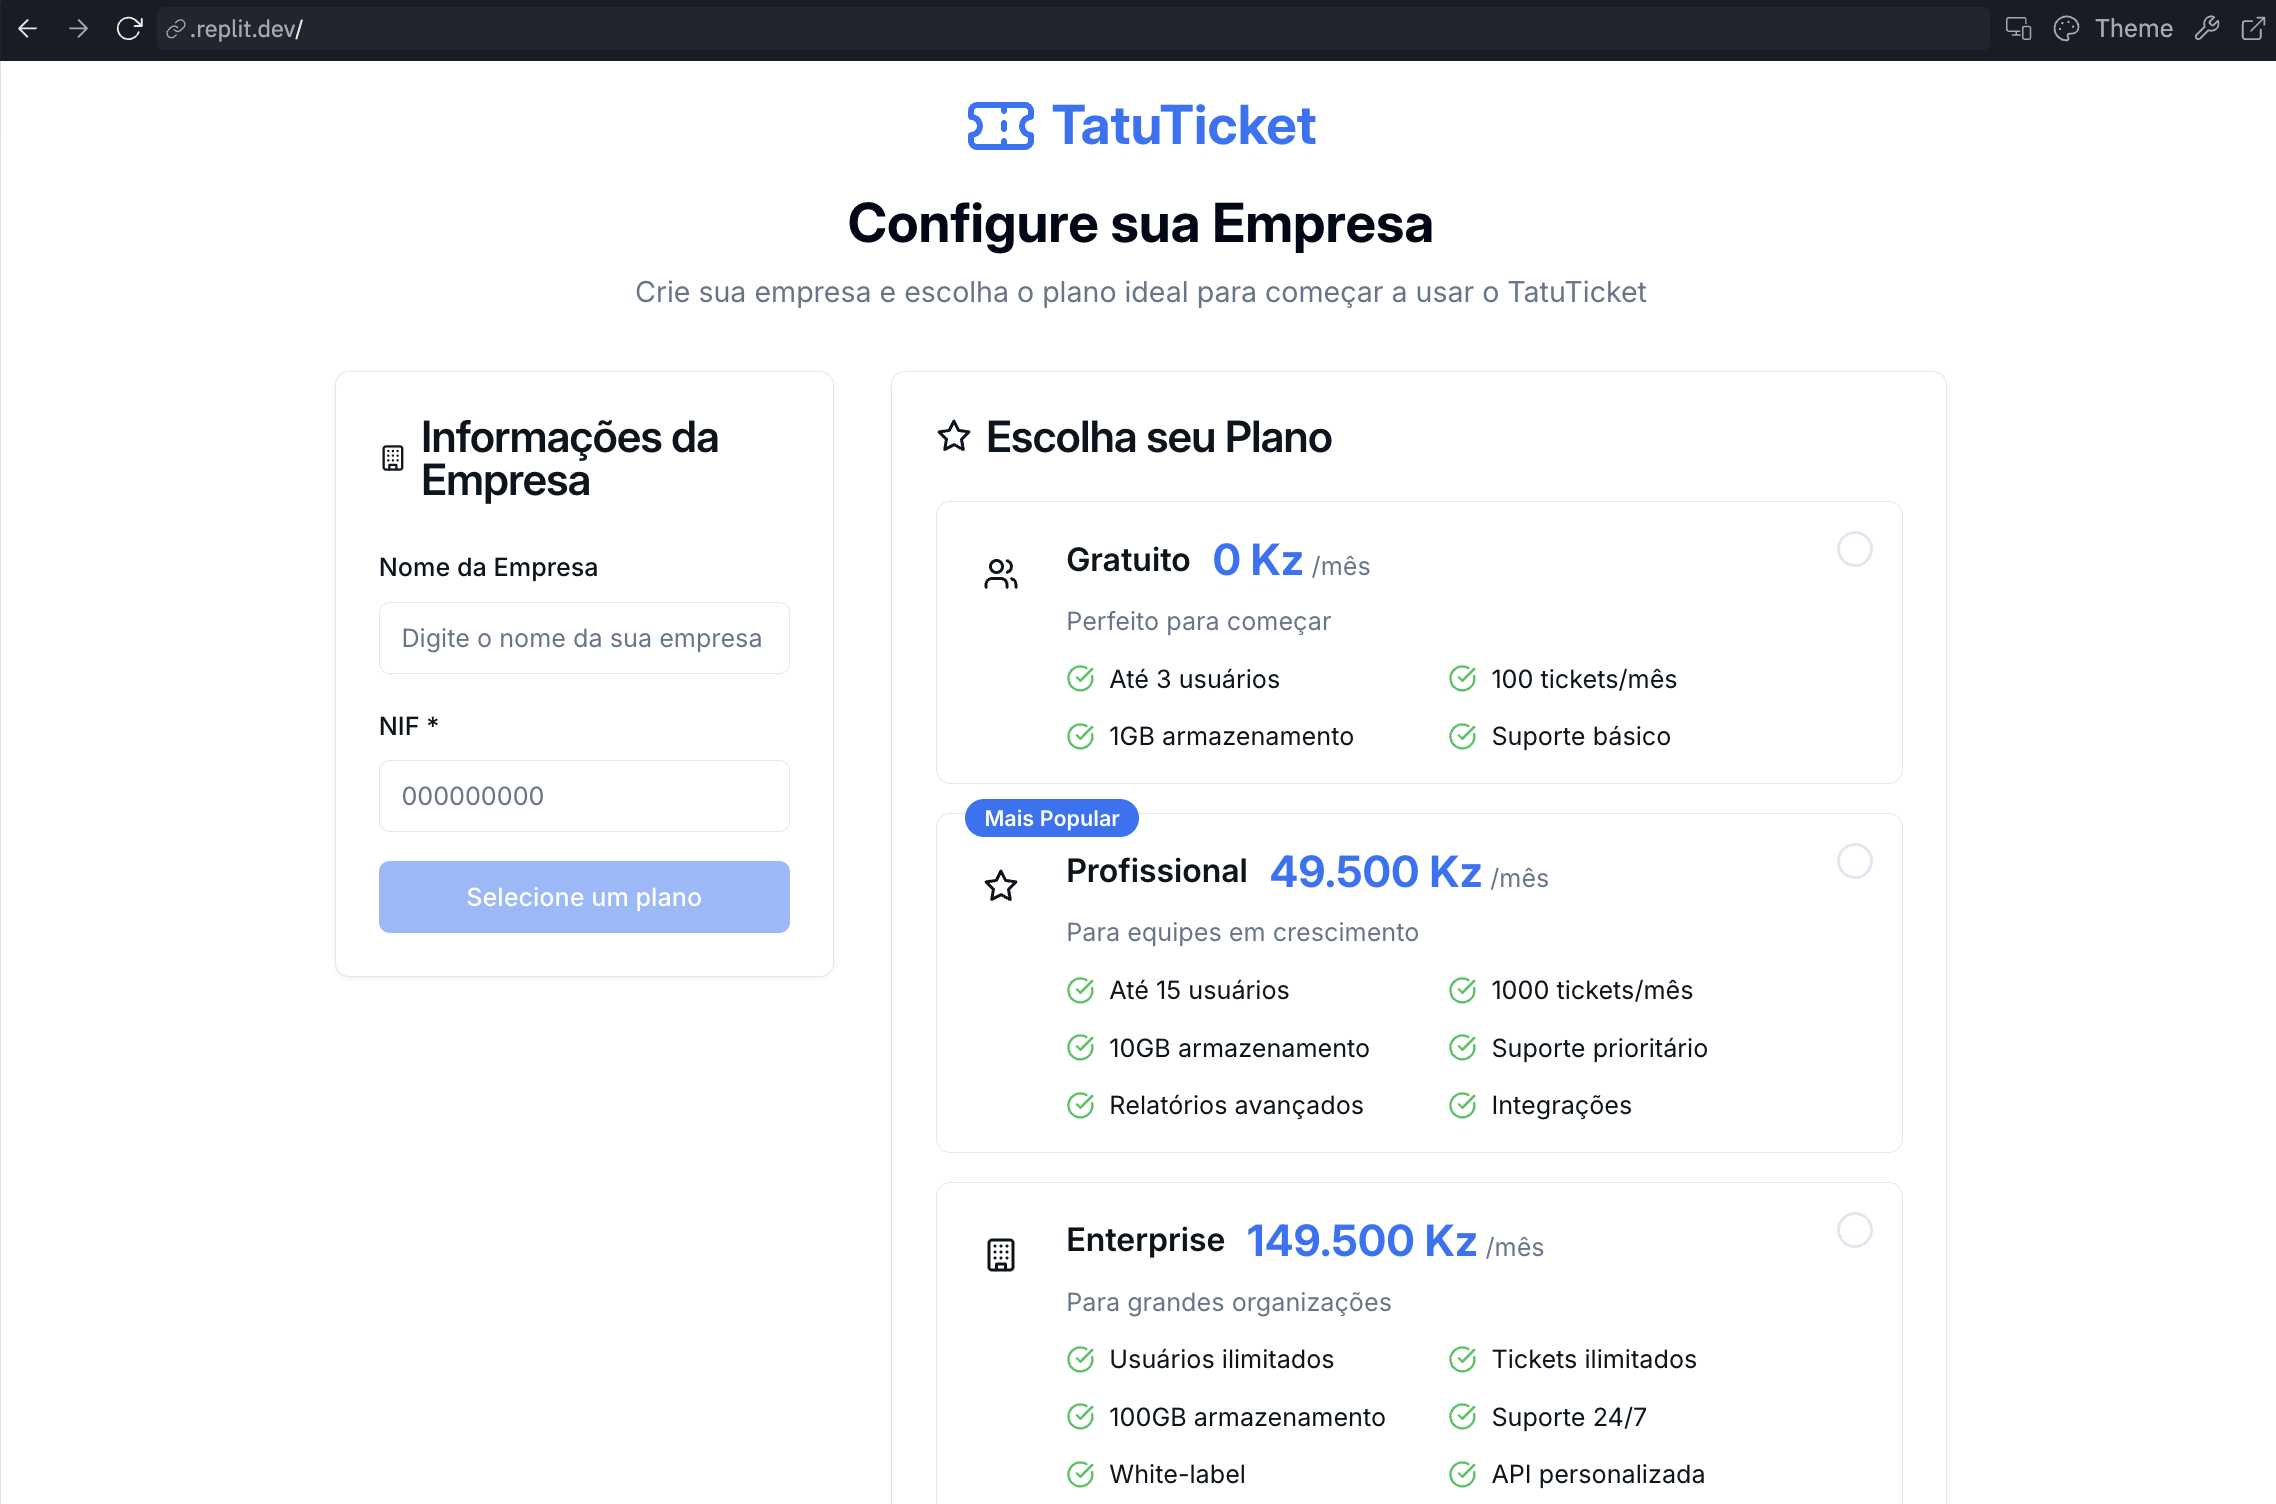 .replit.dev/
Theme
TatuTicket
Configure sua Empresa
Crie sua empresa e escolha o plano ideal para começar a usar o TatuTicket
Informações da
Empresa
Nome da Empresa
Digite o nome da sua empresa
NIF *
000000000
Selecione um plano
Escolha seu Plano
Gratuito 0 Kz /mês
Perfeito para começar
Até 3 usuários
100 tickets/mês
1GB armazenamento
Suporte básico
Mais Popular
Profissional 49.500 Kz /mês
Para equipes em crescimento
Até 15 usuários
1000 tickets/mês
10GB armazenamento
Suporte prioritário
Relatórios avançados
Integrações
Enterprise 149.500 Kz /mês
Para grandes organizações
Usuários ilimitados
Tickets ilimitados
100GB armazenamento
Suporte 24/7
White-label
API personalizada